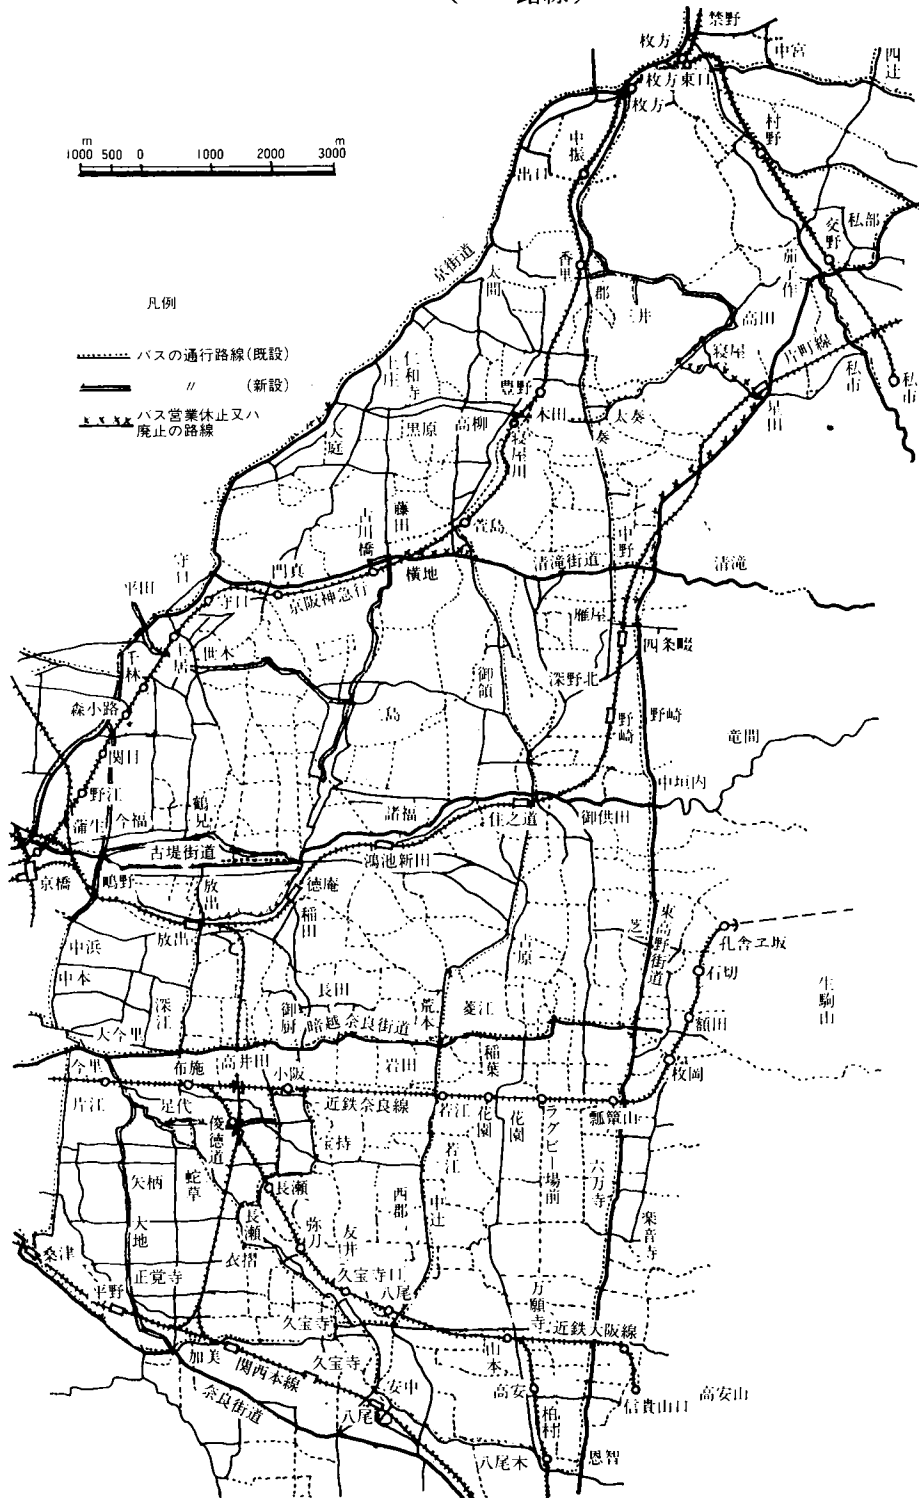 路線
禁野
枚方
中宮
四辻
枚方東口
枚方
村野
中振
出口
私部
交野
茄子作
京街道
太間
香里
郡
三井
高田
寝屋
片町線
私市
私市
星田
m
1000 500 0 1000 2000 3000
m
凡例
バスの通行路線(既設)
〃 (新設)
バス営業休止又ハ
廃止の路線
仁和寺
豊野
木田
太秦
秦
大庭
黒原
高柳
寝屋川
藤田
古川橋
萱島
中野
守口
門真
横地
清滝街道
清滝
平田
守口
京阪神急行
雁屋
四条畷
土居
世木
千林
御領
深野北
森小路
野崎
野崎
竜間
関目
中垣内
野江
鶴見
諸福
住之道
御供田
蒲生
今福
古堤街道
鴻池新田
京橋
鴫野
放出
徳庵
放出
稲田
吉原
芝
東高野街道
孔舎ヱ坂
中浜
石切
中本
深江
長田
御厨
荒本
菱江
生駒山
暗越奈良街道
額田
大今里
稲葉
今里
布施
高井田
小阪
岩田
枚岡
片江
足代
近鉄奈良線
若江
花園
花園
ラグビー場前
瓢箪山
俊徳道
宝持
若江
矢柄
蛇草
長瀬
西郡
中辻
六万寺
大地
長瀬
弥刀
友井
楽音寺
桑津
衣摺
正覚寺
久宝寺口
平野
八尾
万願寺
久宝寺
近鉄大阪線
加美
関西本線
久宝寺
山本
奈良街道
安中
高安
信貴山口
高安山
八尾
柏村
八尾木
恩智